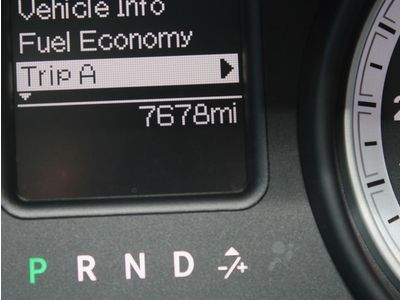 Vehicle Info
Fuel Economy
Trip A
7678mi
P R N D -/+